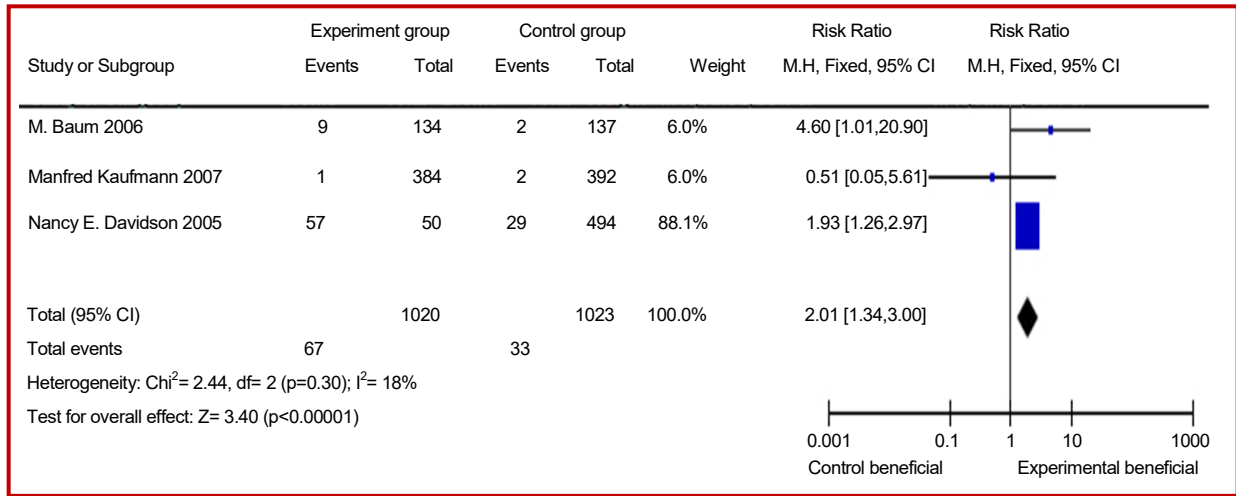 Experiment group Control group Risk Ratio Risk Ratio
Study or Subgroup Events Total Events Total Weight M.H, Fixed, 95% CI M.H, Fixed, 95% CI
M. Baum 2006 9 134 2 137 6.0% 4.60 [1.01,20.90]
Manfred Kaufmann 2007 1 384 2 392 6.0% 0.51 [0.05,5.61]
Nancy E. Davidson 2005 57 50 29 494 88.1% 1.93 [1.26,2.97]
Total (95% CI) 1020 1023 100.0% 2.01 [1.34,3.00]
Total events 67 33
Heterogeneity: Chi²= 2.44, df= 2 (p=0.30); I²= 18%
Test for overall effect: Z= 3.40 (p<0.00001)
0.001 0.1 1 10 1000
Control beneficial Experimental beneficial